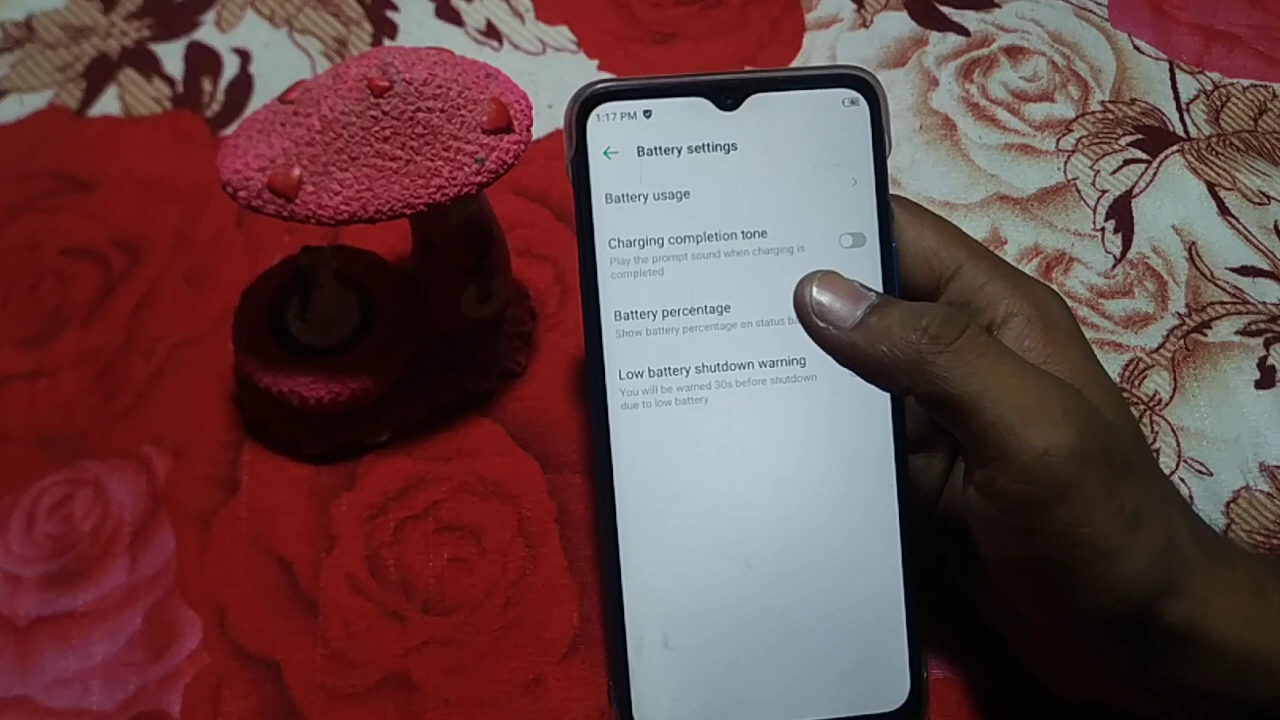 1:17 PM
Battery settings
Battery usage
Charging completion tone
Play the prompt sound when charging is
completed
Battery percentage
Show battery percentage on status
Low battery shutdown warning
You will be warned 30s before shutdown
due to low battery